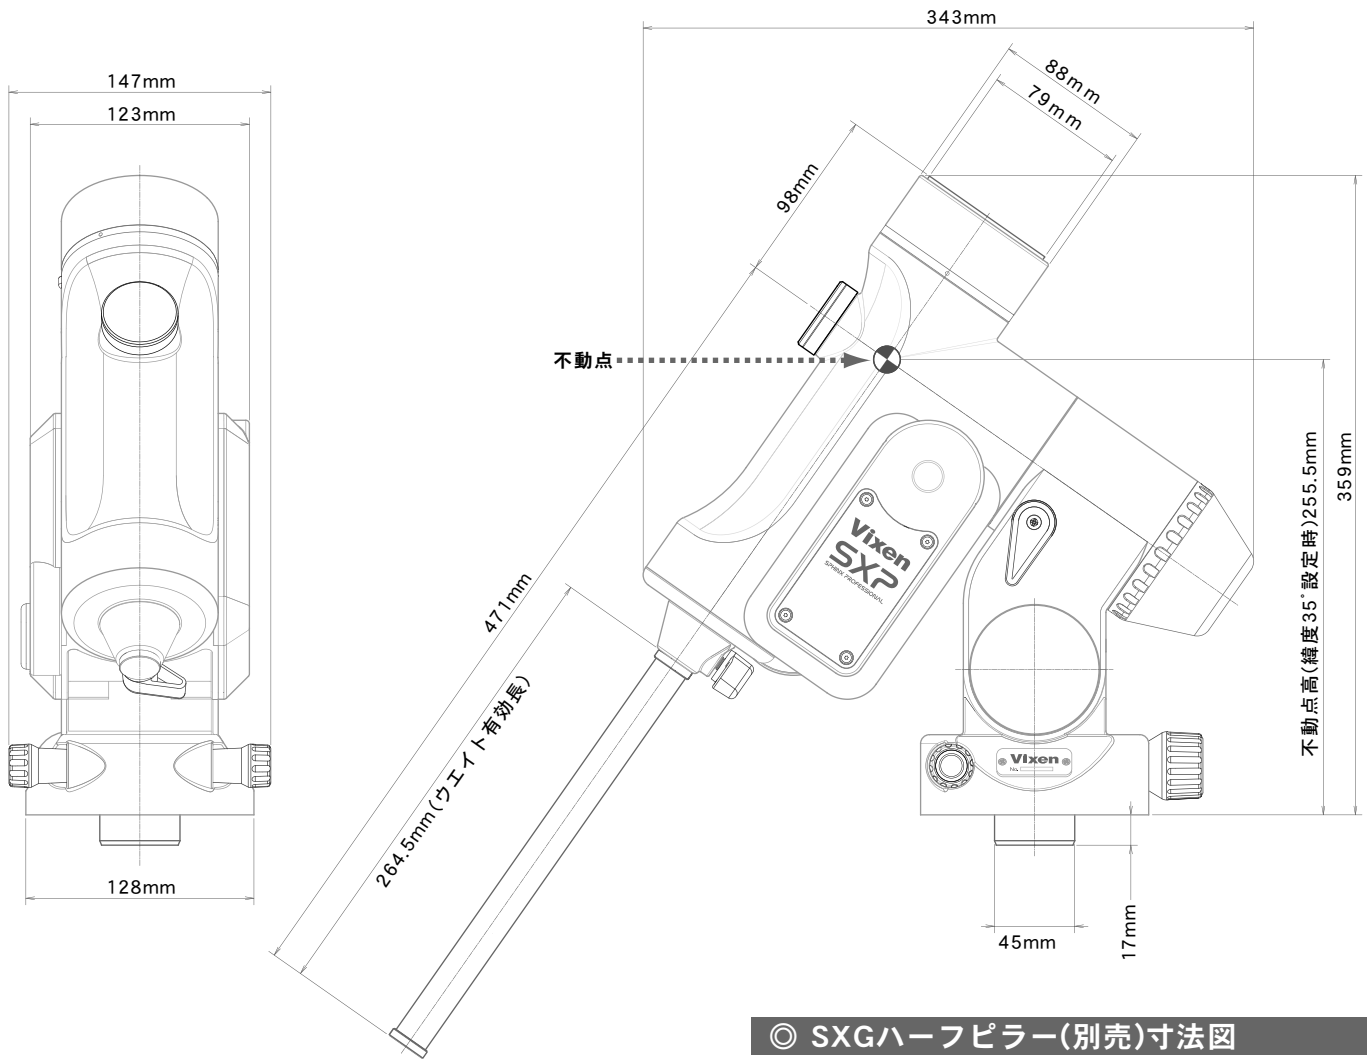 343mm
147mm
123mm
88mm
79mm
98mm
不動点
359mm
不動点高(緯度35°設定時)255.5mm
Vixen
SXP
SPHINX PROFESSIONAL
471mm
264.5mm(ウエイト有効長)
Vixen
No.
128mm
45mm
17mm
◎ SXGハーフピラー(別売)寸法図